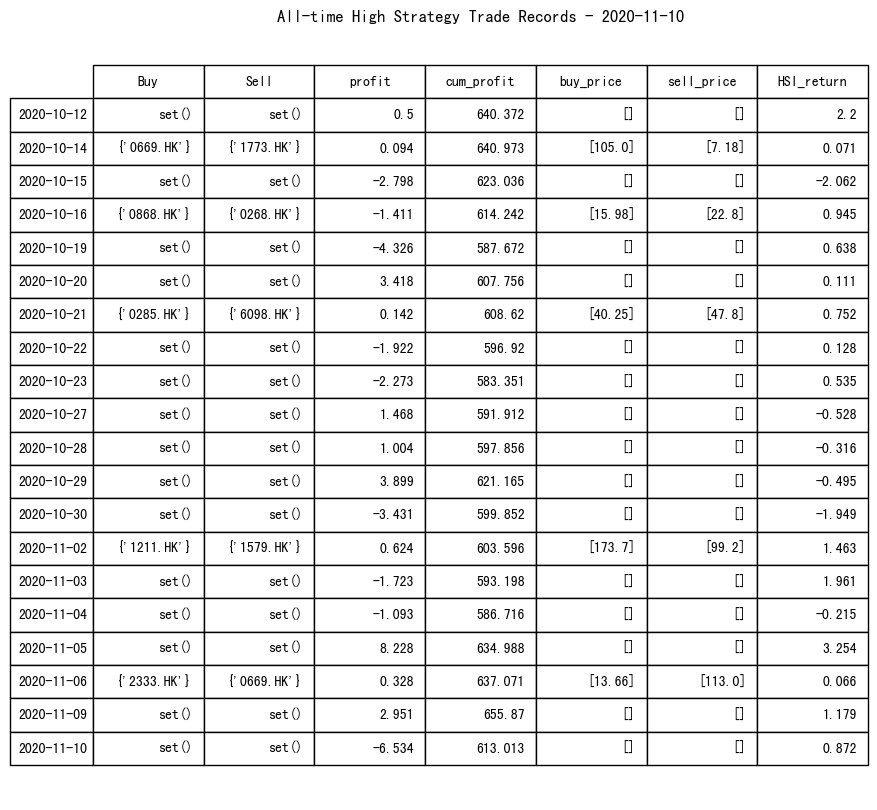 All-time High Strategy Trade Records - 2020-11-10
Buy Sell profit cum_profit buy_price sell_price HSI_return
2020-10-12 set() set() 0.5 640.372 [] [] 2.2
2020-10-14 {'0669.HK'} {'1773.HK'} 0.094 640.973 [105.0] [7.18] 0.071
2020-10-15 set() set() -2.798 623.036 [] [] -2.062
2020-10-16 {'0868.HK'} {'0268.HK'} -1.411 614.242 [15.98] [22.8] 0.945
2020-10-19 set() set() -4.326 587.672 [] [] 0.638
2020-10-20 set() set() 3.418 607.756 [] [] 0.111
2020-10-21 {'0285.HK'} {'6098.HK'} 0.142 608.62 [40.25] [47.8] 0.752
2020-10-22 set() set() -1.922 596.92 [] [] 0.128
2020-10-23 set() set() -2.273 583.351 [] [] 0.535
2020-10-27 set() set() 1.468 591.912 [] [] -0.528
2020-10-28 set() set() 1.004 597.856 [] [] -0.316
2020-10-29 set() set() 3.899 621.165 [] [] -0.495
2020-10-30 set() set() -3.431 599.852 [] [] -1.949
2020-11-02 {'1211.HK'} {'1579.HK'} 0.624 603.596 [173.7] [99.2] 1.463
2020-11-03 set() set() -1.723 593.198 [] [] 1.961
2020-11-04 set() set() -1.093 586.716 [] [] -0.215
2020-11-05 set() set() 8.228 634.988 [] [] 3.254
2020-11-06 {'2333.HK'} {'0669.HK'} 0.328 637.071 [13.66] [113.0] 0.066
2020-11-09 set() set() 2.951 655.87 [] [] 1.179
2020-11-10 set() set() -6.534 613.013 [] [] 0.872